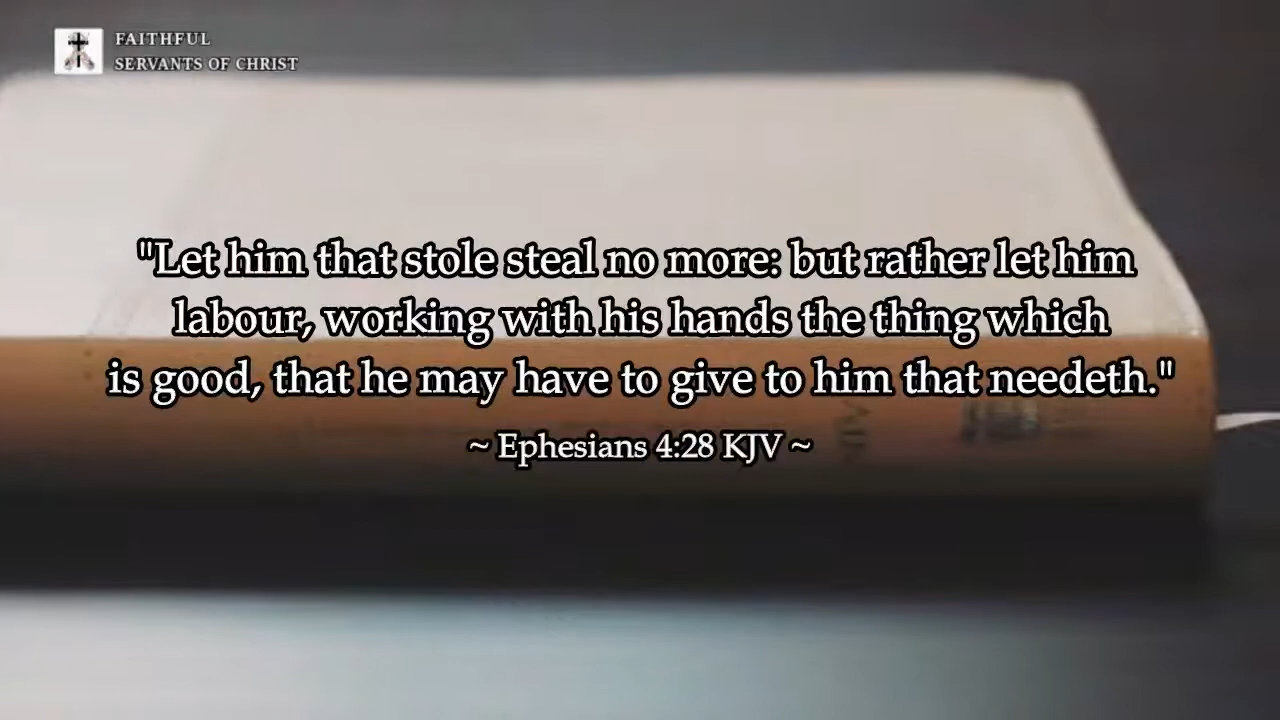 FAITHFUL
SERVANTS OF CHRIST
"Let him that stole steal no more: but rather let him
labour, working with his hands the thing which
is good, that he may have to give to him that needeth."
~ Ephesians 4:28 KJV ~